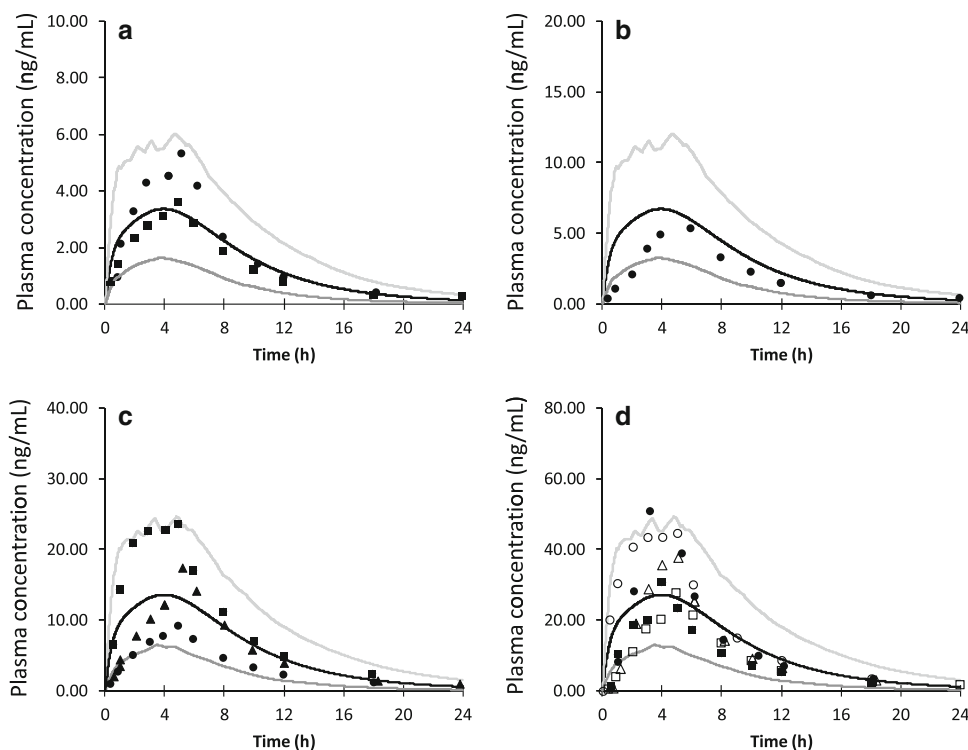 a
Plasma concentration (ng/mL)
10.00
8.00
6.00
4.00
2.00
0.00
0 4 8 12 16 20 24
Time (h)
b
Plasma concentration (ng/mL)
20.00
15.00
10.00
5.00
0.00
0 4 8 12 16 20 24
Time (h)
c
Plasma concentration (ng/mL)
40.00
30.00
20.00
10.00
0.00
0 4 8 12 16 20 24
Time (h)
d
Plasma concentration (ng/mL)
80.00
60.00
40.00
20.00
0.00
0 4 8 12 16 20 24
Time (h)